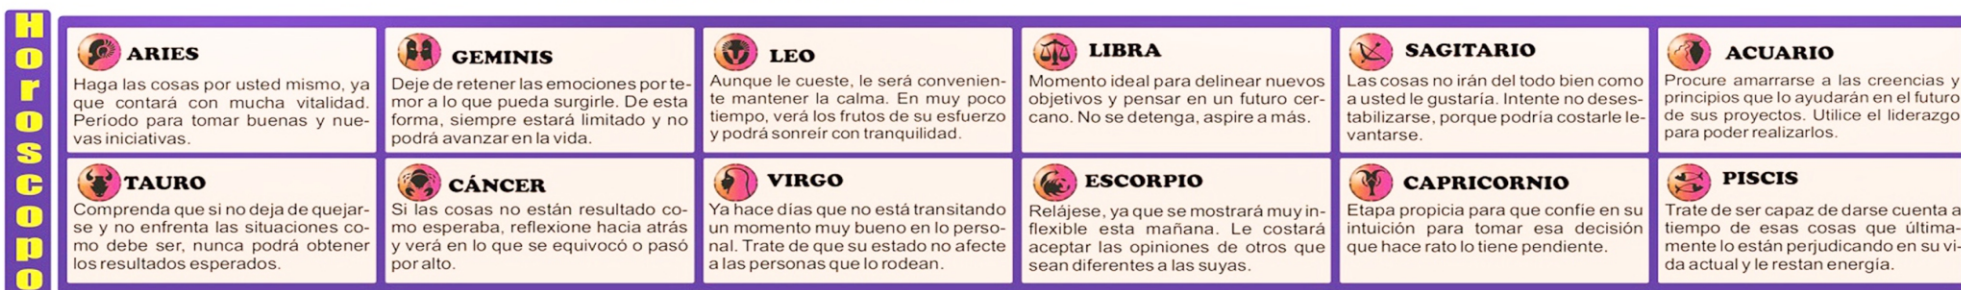 Horóscopo
ARIES
Haga las cosas por usted mismo, ya
que contará con mucha vitalidad.
Período para tomar buenas y nue-
vas iniciativas.
TAURO
Comprenda que si no deja de quejar-
se y no enfrenta las situaciones co-
mo debe ser, nunca podrá obtener
los resultados esperados.
GEMINIS
Deje de retener las emociones por te-
mor a lo que pueda surgirle. De esta
forma, siempre estará limitado y no
podrá avanzar en la vida.
CÁNCER
Si las cosas no están resultado co-
mo esperaba, reflexione hacia atrás
y verá en lo que se equivocó o pasó
por alto.
LEO
Aunque le cueste, le será convenien-
te mantener la calma. En muy poco
tiempo, verá los frutos de su esfuerzo
y podrá sonreír con tranquilidad.
VIRGO
Ya hace días que no está transitando
un momento muy bueno en lo perso-
nal. Trate de que su estado no afecte
a las personas que lo rodean.
LIBRA
Momento ideal para delinear nuevos
objetivos y pensar en un futuro cer-
cano. No se detenga, aspire a más.
ESCORPIO
Relájese, ya que se mostrará muy in-
flexible esta mañana. Le costará
aceptar las opiniones de otros que
sean diferentes a las suyas.
SAGITARIO
Las cosas no irán del todo bien como
a usted le gustaría. Intente no deses-
tabilizarse, porque podría costarle le-
vantarse.
CAPRICORNIO
Etapa propicia para que confíe en su
intuición para tomar esa decisión
que hace rato lo tiene pendiente.
ACUARIO
Procure amarrarse a las creencias y
principios que lo ayudarán en el futuro
de sus proyectos. Utilice el liderazgo
para poder realizarlos.
PISCIS
Trate de ser capaz de darse cuenta a
tiempo de esas cosas que última-
mente lo están perjudicando en su vi-
da actual y le restan energía.